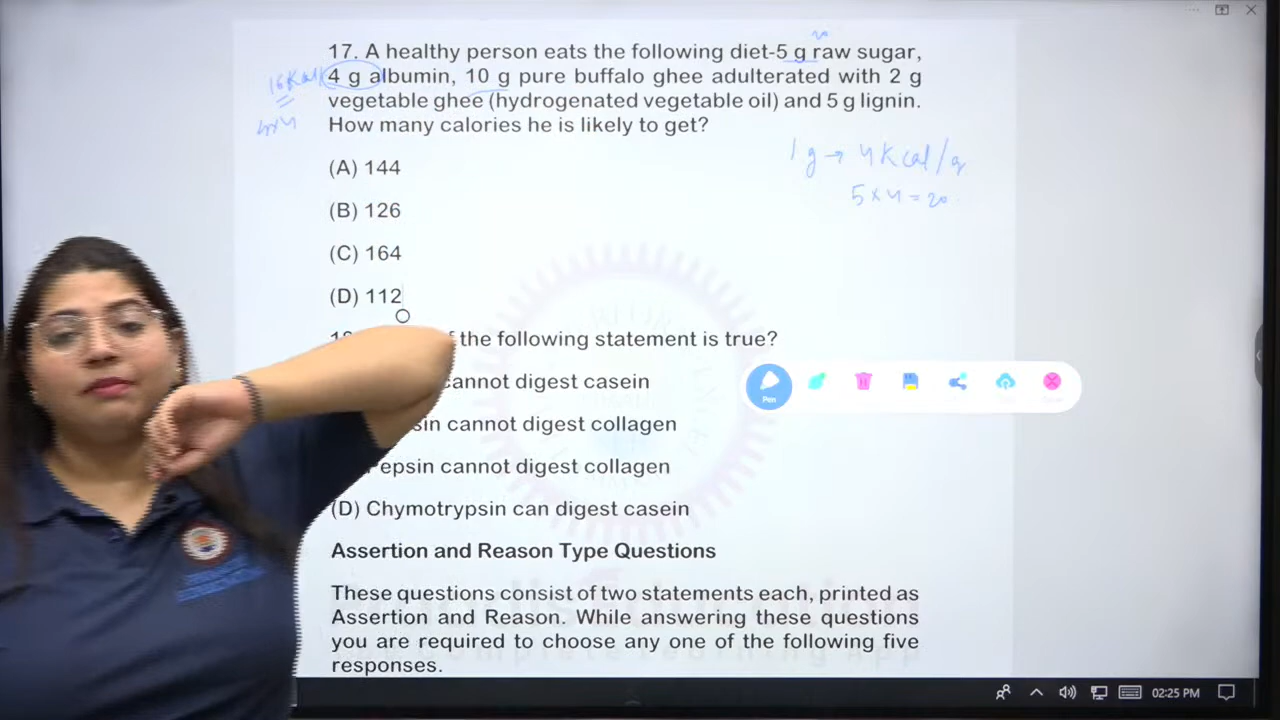 17. A healthy person eats the following diet-5 g raw sugar,
4 g albumin, 10 g pure buffalo ghee adulterated with 2 g
vegetable ghee (hydrogenated vegetable oil) and 5 g lignin.
How many calories he is likely to get?
20
16Kcal
4x4
1 g → 4 Kcal/g
5 x 4 = 20
(A) 144
(B) 126
(C) 164
(D) 112
the following statement is true?
cannot digest casein
cannot digest collagen
Pepsin cannot digest collagen
(D) Chymotrypsin can digest casein
Assertion and Reason Type Questions
These questions consist of two statements each, printed as
Assertion and Reason. While answering these questions
you are required to choose any one of the following five
responses.
Pen
02:25 PM